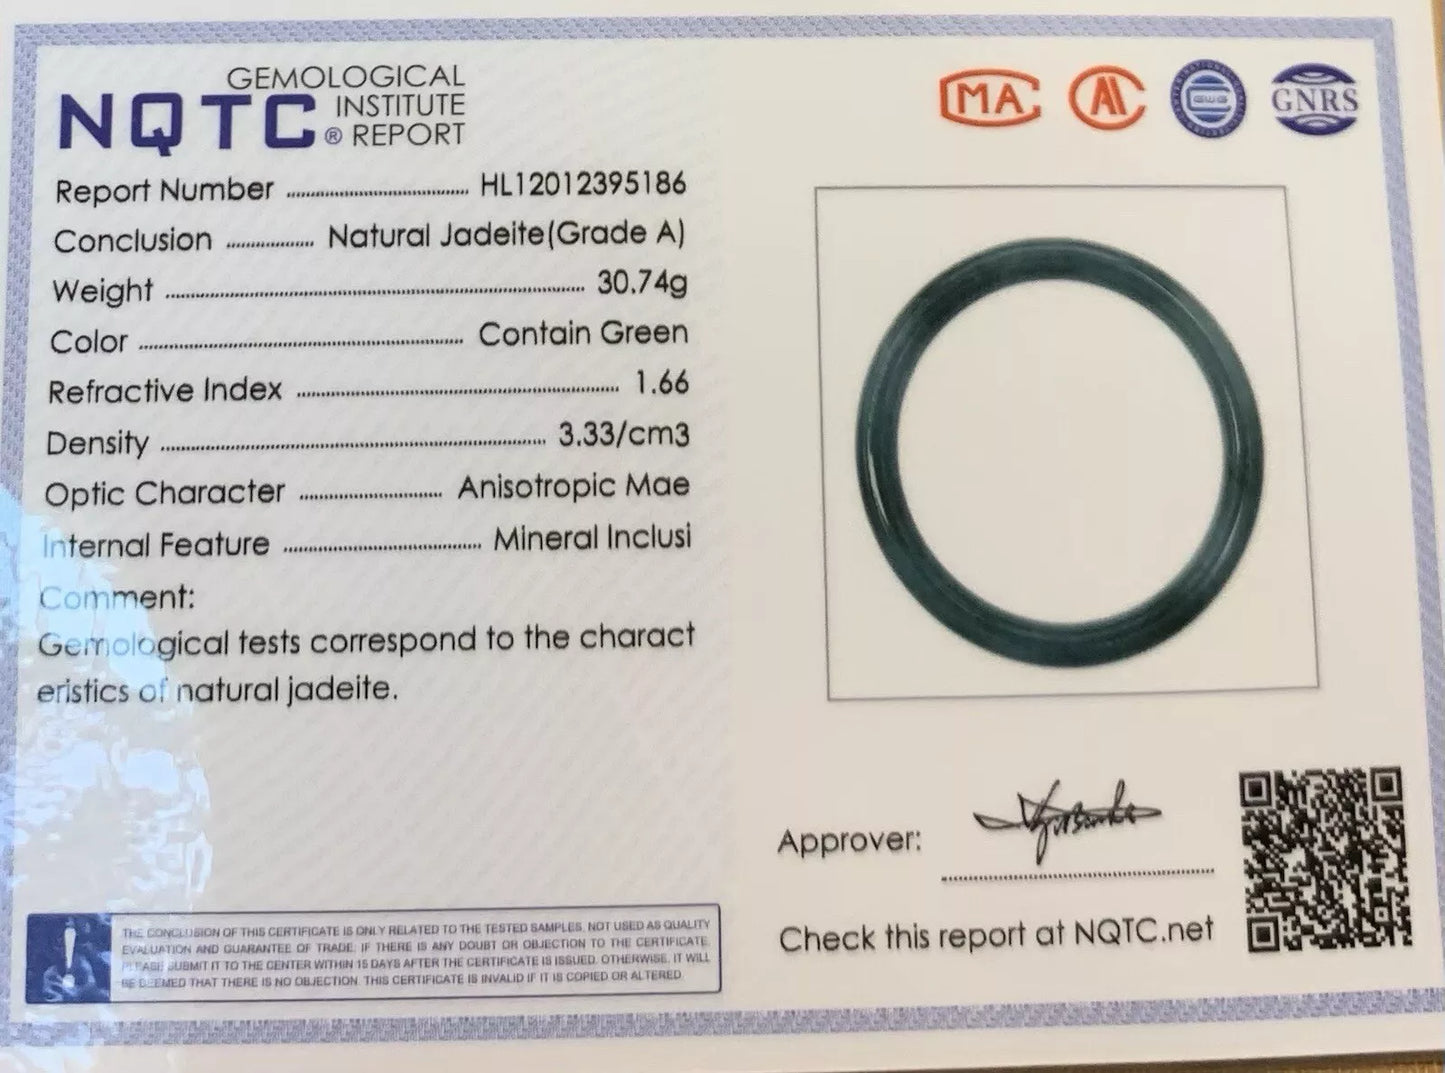 GEMOLOGICAL
NQTC INSTITUTE
® REPORT
Report Number ................................ HL12012395186
Conclusion ................ Natural Jadeite(Grade A)
Weight ................................................ 30.74g
Color ................................ Contain Green
Refractive Index ................................ 1.66
Density ................................................ 3.33/cm3
Optic Character ........................ Anisotropic Mae
Internal Feature ................................ Mineral Inclusi
Comment:
Gemological tests correspond to the charact
eristics of natural jadeite.
THE CONCLUSION OF THIS CERTIFICATE IS ONLY RELATED TO THE TESTED SAMPLES, NOT USED AS QUALITY
EVALUATION AND GUARANTEE OF TRADE. IF THERE IS ANY DOUBT OR OBJECTION TO THE CERTIFICATE.
PLEASE SUBMIT IT TO THE CENTER WITHIN 15 DAYS AFTER THE CERTIFICATE IS ISSUED. OTHERWISE, IT WILL
BE DEEMED THAT THERE IS NO OBJECTION. THIS CERTIFICATE IS INVALID IF IT IS COPIED OR ALTERED.
MA
GNRS
Approver:
Check this report at NQTC.net